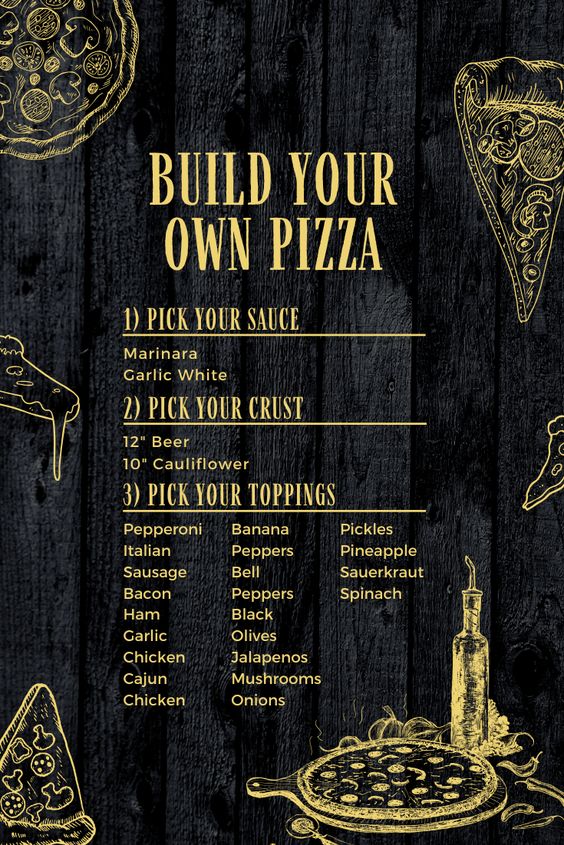 BUILD YOUR
OWN PIZZA
1) PICK YOUR SAUCE
Marinara
Garlic White
2) PICK YOUR CRUST
12" Beer
10" Cauliflower
3) PICK YOUR TOPPINGS
Pepperoni
Italian
Sausage
Bacon
Ham
Garlic
Chicken
Cajun
Chicken
Banana
Peppers
Bell
Peppers
Black
Olives
Jalapenos
Mushrooms
Onions
Pickles
Pineapple
Sauerkraut
Spinach